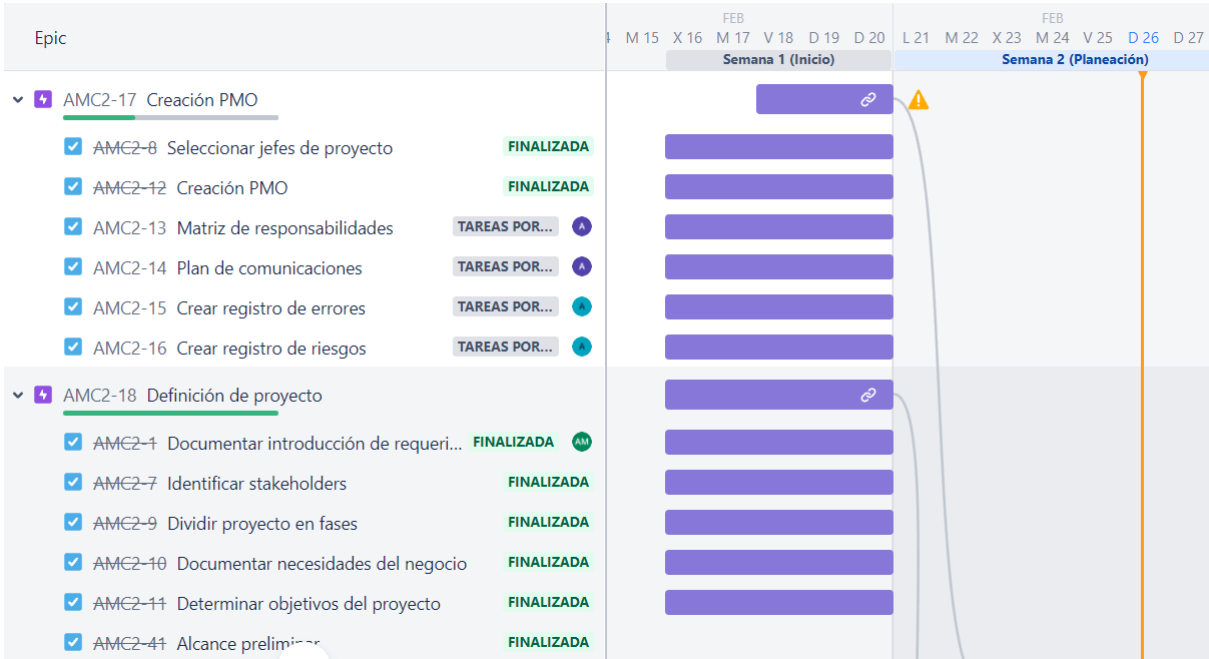 FEB FEB
Epic
M 15 X 16 M 17 V 18 D 19 D 20 L 21 M 22 X 23 M 24 V 25 D 26 D 27
Semana 1 (Inicio) Semana 2 (Planeación)
AMC2-17 Creación PMO
AMC2-8 Seleccionar jefes de proyecto FINALIZADA
AMC2-12 Creación PMO FINALIZADA
AMC2-13 Matriz de responsabilidades TAREAS POR... A
AMC2-14 Plan de comunicaciones TAREAS POR... A
AMC2-15 Crear registro de errores TAREAS POR... A
AMC2-16 Crear registro de riesgos TAREAS POR... A
AMC2-18 Definición de proyecto
AMC2-1 Documentar introducción de requeri... FINALIZADA AM
AMC2-7 Identificar stakeholders FINALIZADA
AMC2-9 Dividir proyecto en fases FINALIZADA
AMC2-10 Documentar necesidades del negocio FINALIZADA
AMC2-11 Determinar objetivos del proyecto FINALIZADA
AMC2-41 Alcance preliminar FINALIZADA